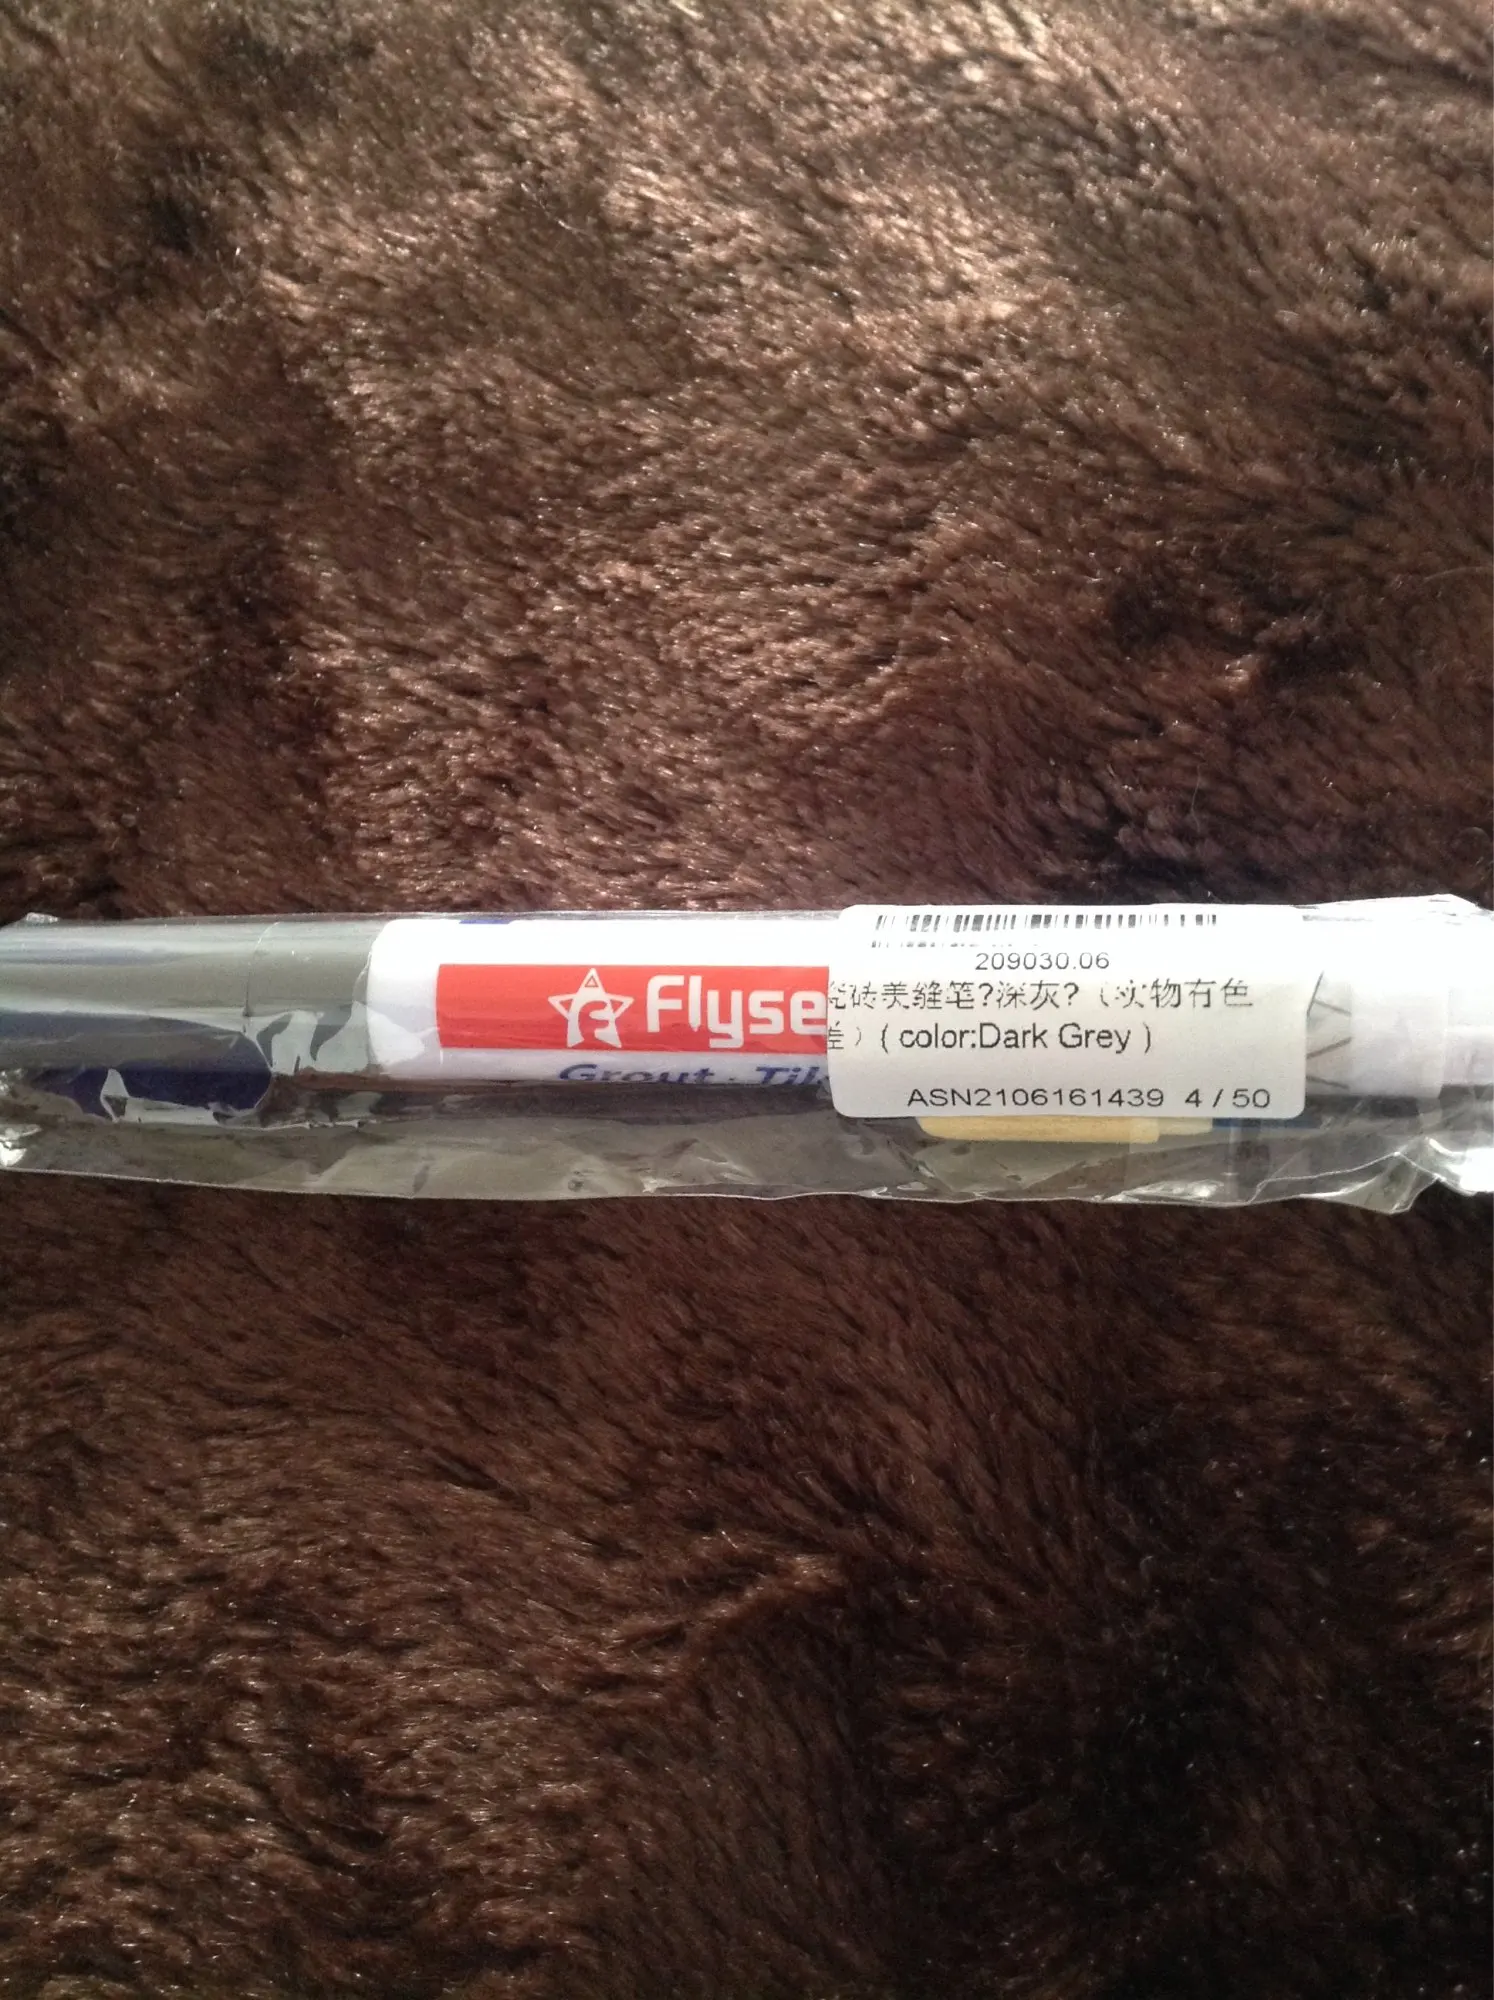 Flyse
Grout · Til
209030.06
瓷砖美缝笔?深灰?（实物有色
差）( color:Dark Grey )
ASN2106161439 4 / 50